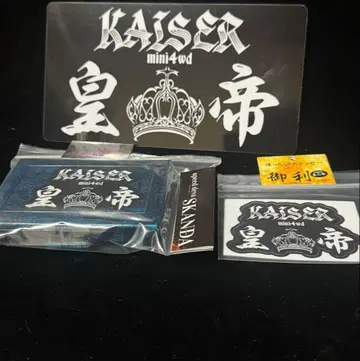 KAISER
mini4wd
皇帝
KAISER
mini4wd
皇帝
SKANDA
御利
KAISER
mini4wd
皇帝